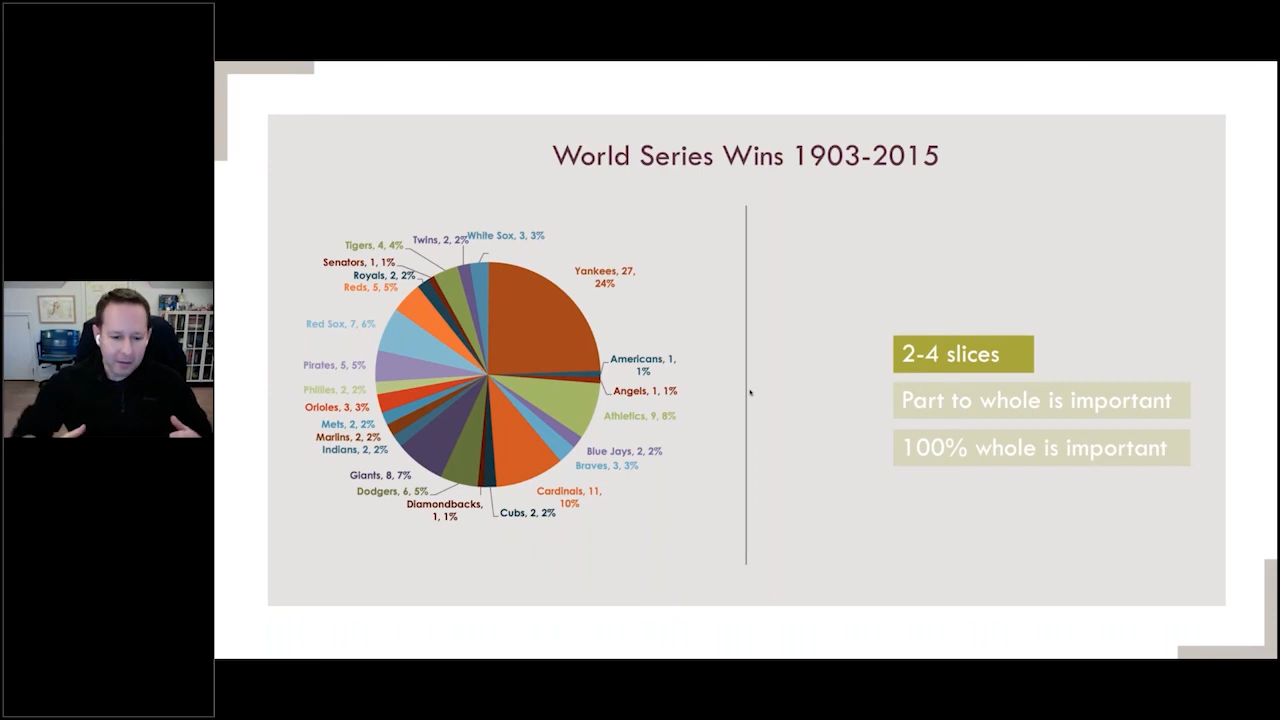 World Series Wins 1903-2015
Tigers, 4, 4%
Twins, 2, 2%
White Sox, 3, 3%
Senators, 1, 1%
Royals, 2, 2%
Reds, 5, 5%
Red Sox, 7, 6%
Pirates, 5, 5%
Phillies, 2, 2%
Orioles, 3, 3%
Mets, 2, 2%
Marlins, 2, 2%
Indians, 2, 2%
Giants, 8, 7%
Dodgers, 6, 5%
Diamondbacks,
1, 1%
Cubs, 2, 2%
Cardinals, 11,
10%
Braves, 3, 3%
Blue Jays, 2, 2%
Athletics, 9, 8%
Angels, 1, 1%
Americans, 1,
1%
Yankees, 27,
24%
2-4 slices
Part to whole is important
100% whole is important